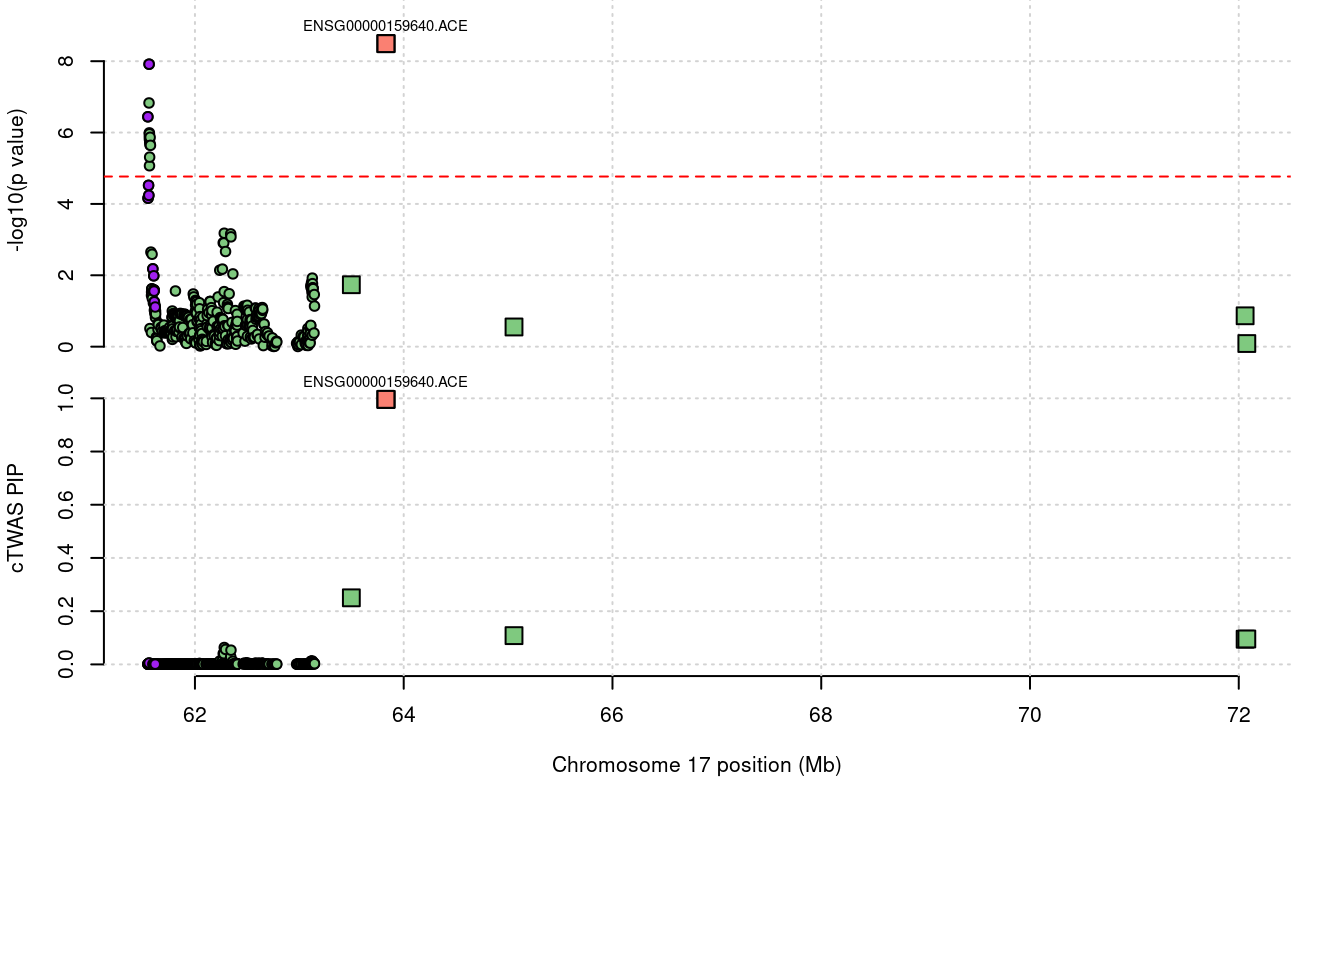 ENSG00000159640.ACE
8
6
4
2
0
-log10(p value)
ENSG00000159640.ACE
1.0
0.8
0.6
0.4
0.2
0.0
cTWAS PIP
62 64 66 68 70 72
Chromosome 17 position (Mb)